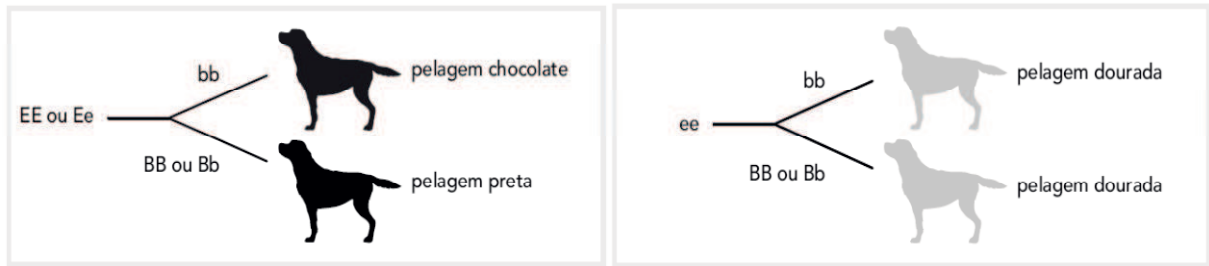 bb
pelagem chocolate
EE ou Ee
BB ou Bb
pelagem preta
bb
pelagem dourada
ee
BB ou Bb
pelagem dourada